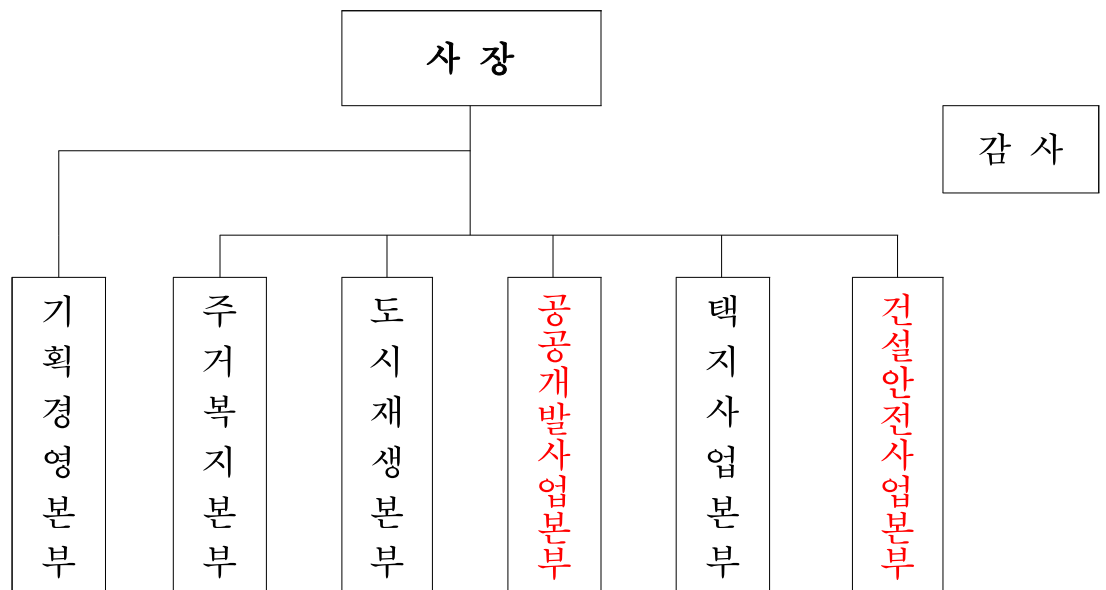 사 장
감 사
기획경영본부
주거복지본부
도시재생본부
공공개발사업본부
택지사업본부
건설안전사업본부